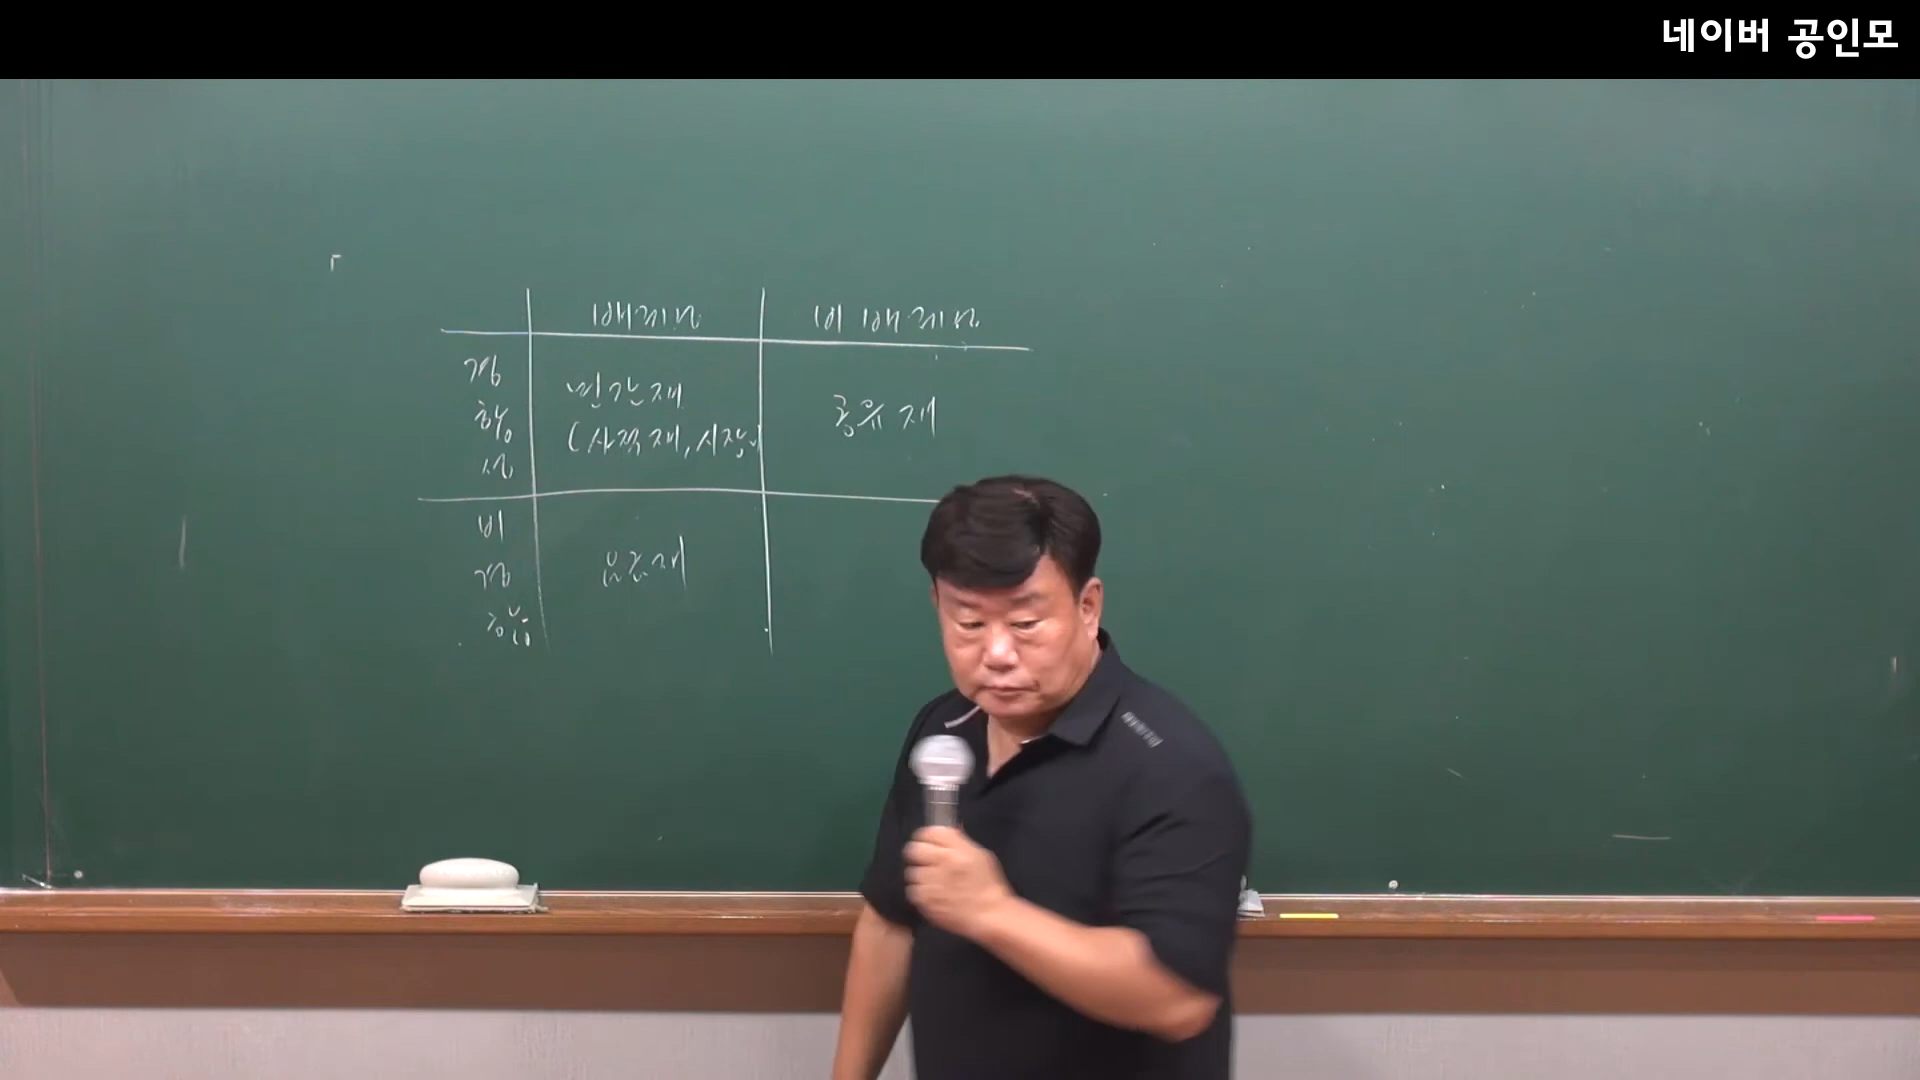 네이버 공인모
배제성
비배제성
경
합
성
민간재
(사적재, 시장재
공유재
비
경
합성
요금재